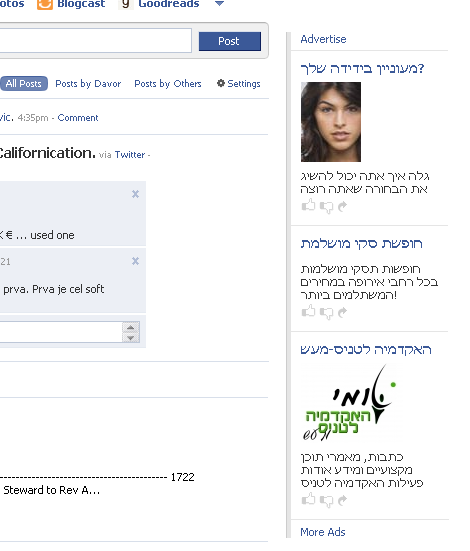 Blogcast
Goodreads
Post
All Posts
Posts by Davor
Posts by Others
Settings
4:35pm - Comment
Californication. via Twitter -
€ ... used one
21
prva. Prva je cel soft
------------------------------------------ 1722
Steward to Rev A...
Advertise
מעוניין בידידה שלך?
גלה איך אתה יכול להשיג
את הבחורה שאתה רוצה
חופשת סקי מושלמת
חופשות תסקי מושלמות
בכל רחבי אירופה במחירים
המשתלמים ביותר!
האקדמיה לטניס-מעש
תומי
האקדמיה
לטניס
כתבות, מאמרי תוכן
מקצועיים ומידע אודות
פעילות האקדמיה לטניס
More Ads